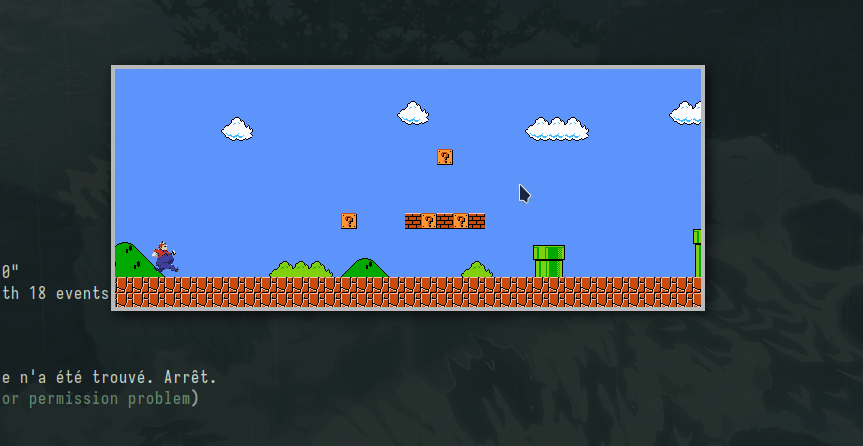 ?
?
? ?
0"
th 18 events
e n'a été trouvé. Arrêt.
or permission problem)